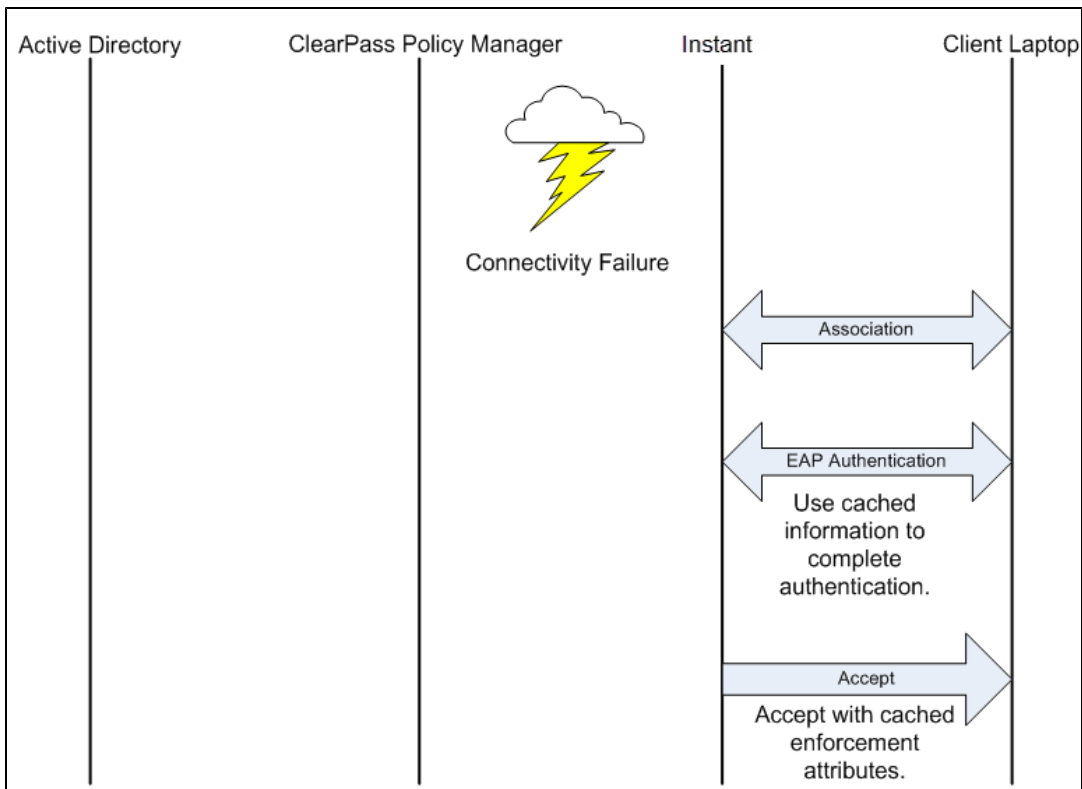 Active Directory
ClearPass Policy Manager
Instant
Client Laptop
Connectivity Failure
Association
EAP Authentication
Use cached
information to
complete
authentication.
Accept
Accept with cached
enforcement
attributes.